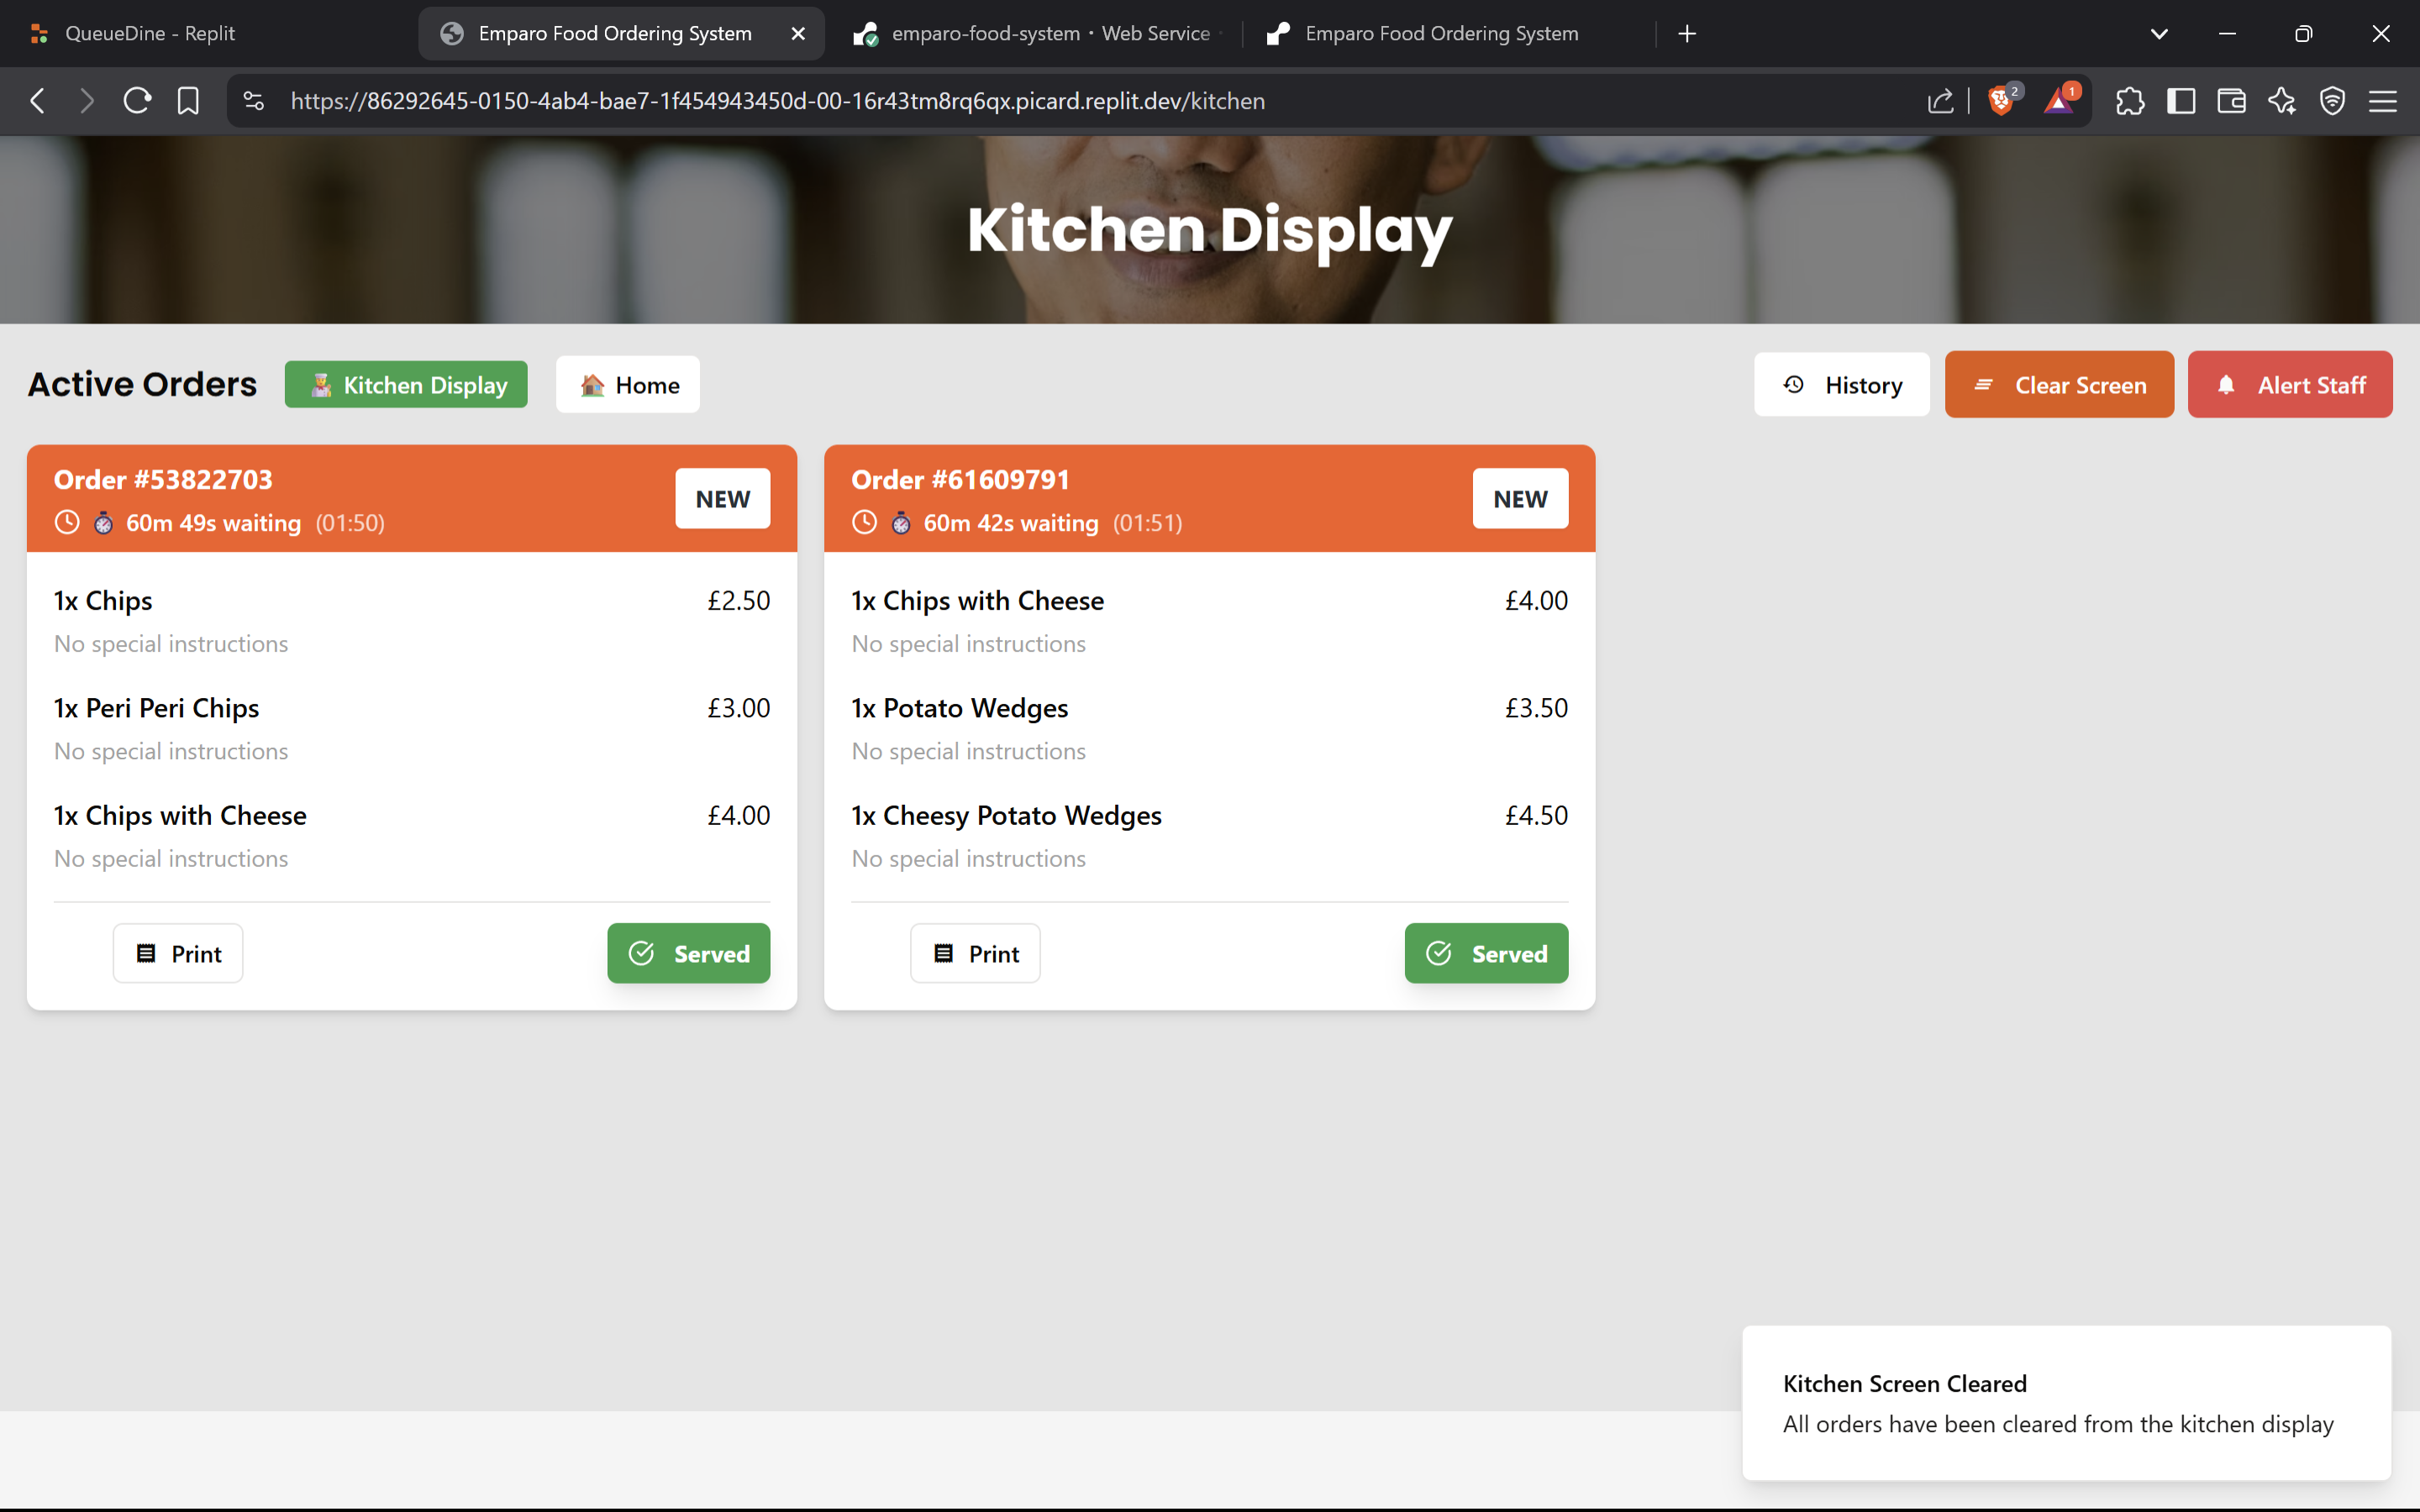 QueueDine - Replit
Emparo Food Ordering System
emparo-food-system • Web Service
Emparo Food Ordering System
https://86292645-0150-4ab4-bae7-1f454943450d-00-16r43tm8rq6qx.picard.replit.dev/kitchen
2
1
Kitchen Display
Active Orders
Kitchen Display
Home
History
Clear Screen
Alert Staff
Order #53822703
60m 49s waiting (01:50)
NEW
1x Chips £2.50
No special instructions
1x Peri Peri Chips £3.00
No special instructions
1x Chips with Cheese £4.00
No special instructions
Print
Served
Order #61609791
60m 42s waiting (01:51)
NEW
1x Chips with Cheese £4.00
No special instructions
1x Potato Wedges £3.50
No special instructions
1x Cheesy Potato Wedges £4.50
No special instructions
Print
Served
Kitchen Screen Cleared
All orders have been cleared from the kitchen display